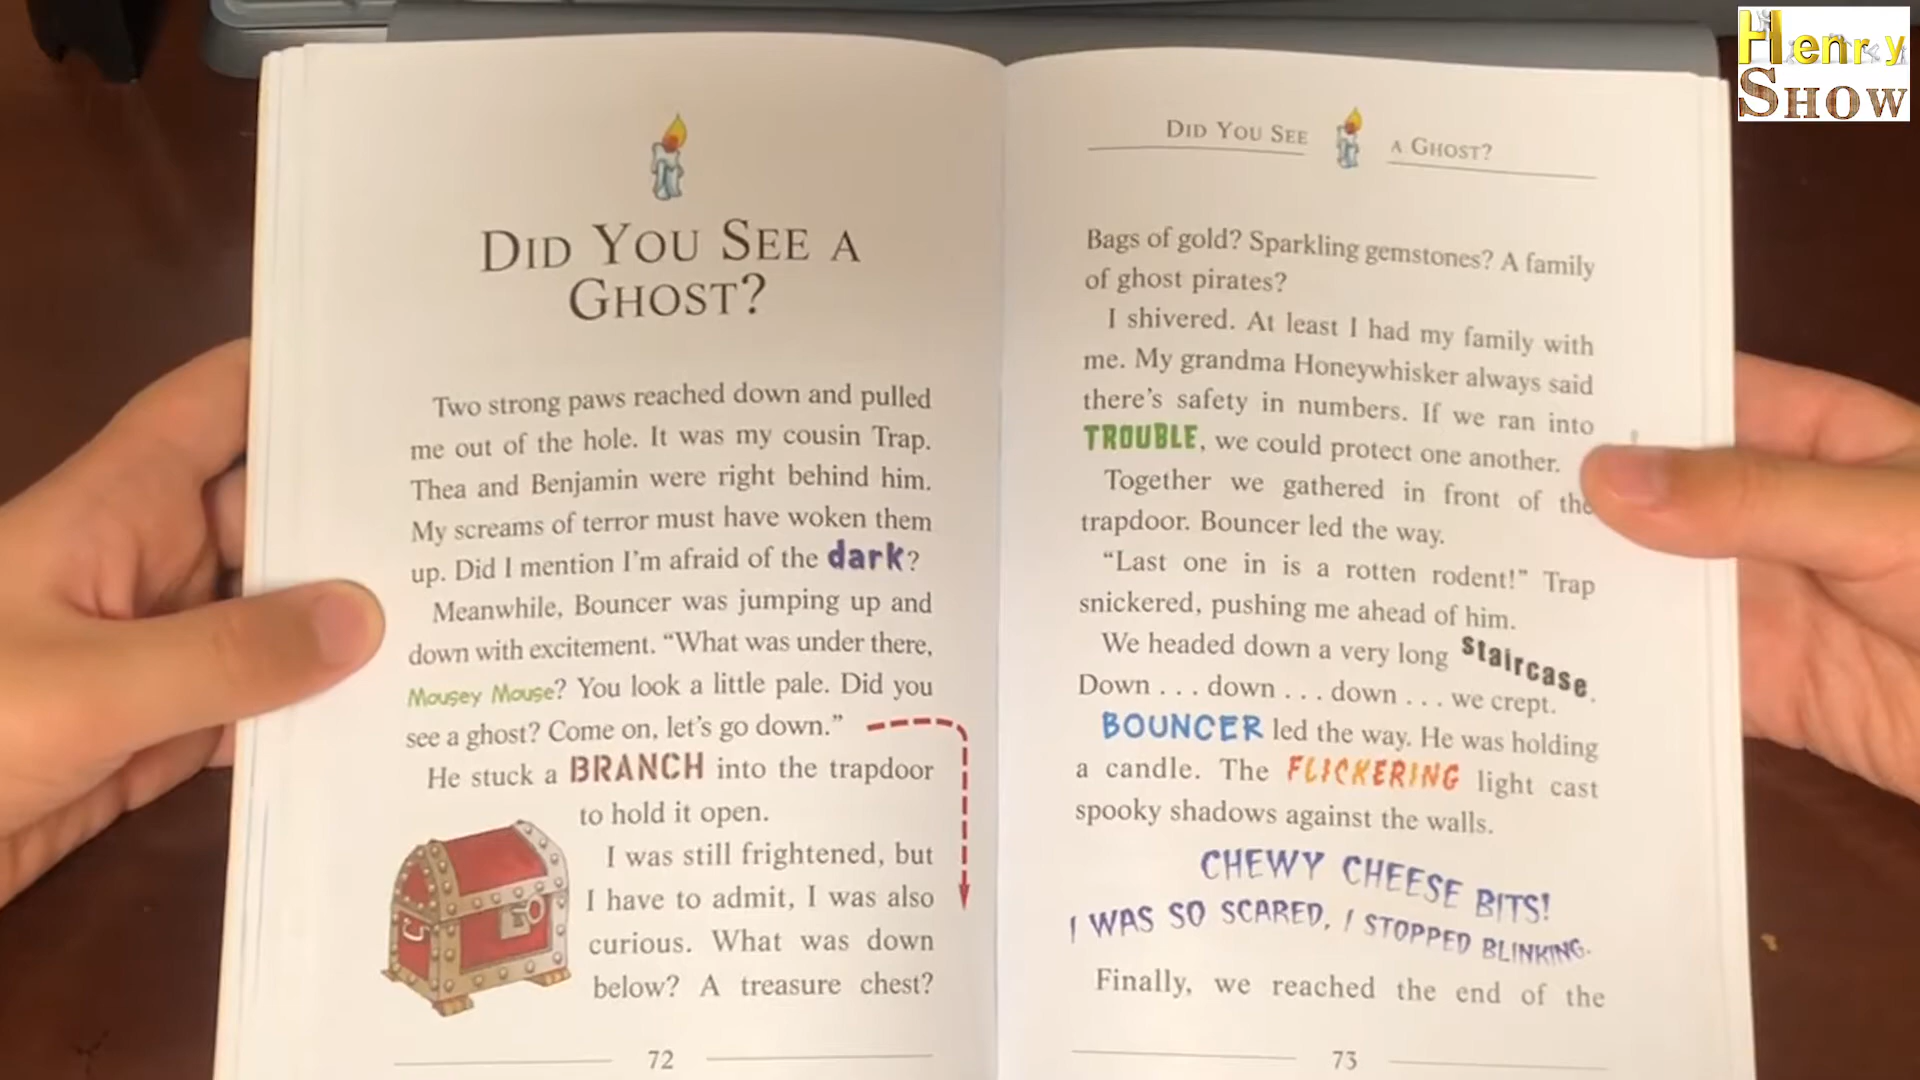 Henry
SHOW
DID YOU SEE A
GHOST?
Two strong paws reached down and pulled
me out of the hole. It was my cousin Trap.
Thea and Benjamin were right behind him.
My screams of terror must have woken them
up. Did I mention I'm afraid of the dark?
Meanwhile, Bouncer was jumping up and
down with excitement. “What was under there,
Mousey Mouse? You look a little pale. Did you
see a ghost? Come on, let's go down.”
He stuck a BRANCH into the trapdoor
to hold it open.
I was still frightened, but
I have to admit, I was also
curious. What was down
below? A treasure chest?
72
DID YOU SEE A GHOST?
Bags of gold? Sparkling gemstones? A family
of ghost pirates?
I shivered. At least I had my family with
me. My grandma Honeywhisker always said
there's safety in numbers. If we ran into
TROUBLE, we could protect one another.
Together we gathered in front of the
trapdoor. Bouncer led the way.
“Last one in is a rotten rodent!” Trap
snickered, pushing me ahead of him.
We headed down a very long staircase.
Down . . . down . . . down . . . we crept.
BOUNCER led the way. He was holding
a candle. The FLICKERING light cast
spooky shadows against the walls.
CHEWY CHEESE BITS!
I WAS SO SCARED, I STOPPED BLINKING.
Finally, we reached the end of the
73